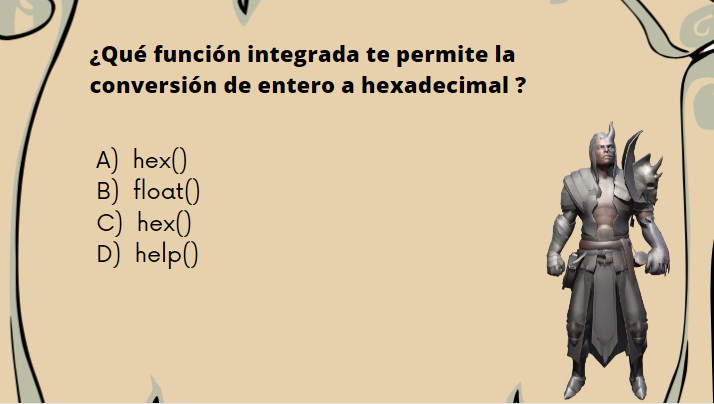 ¿Qué función integrada te permite la
conversión de entero a hexadecimal ?
A) hex()
B) float()
C) hex()
D) help()